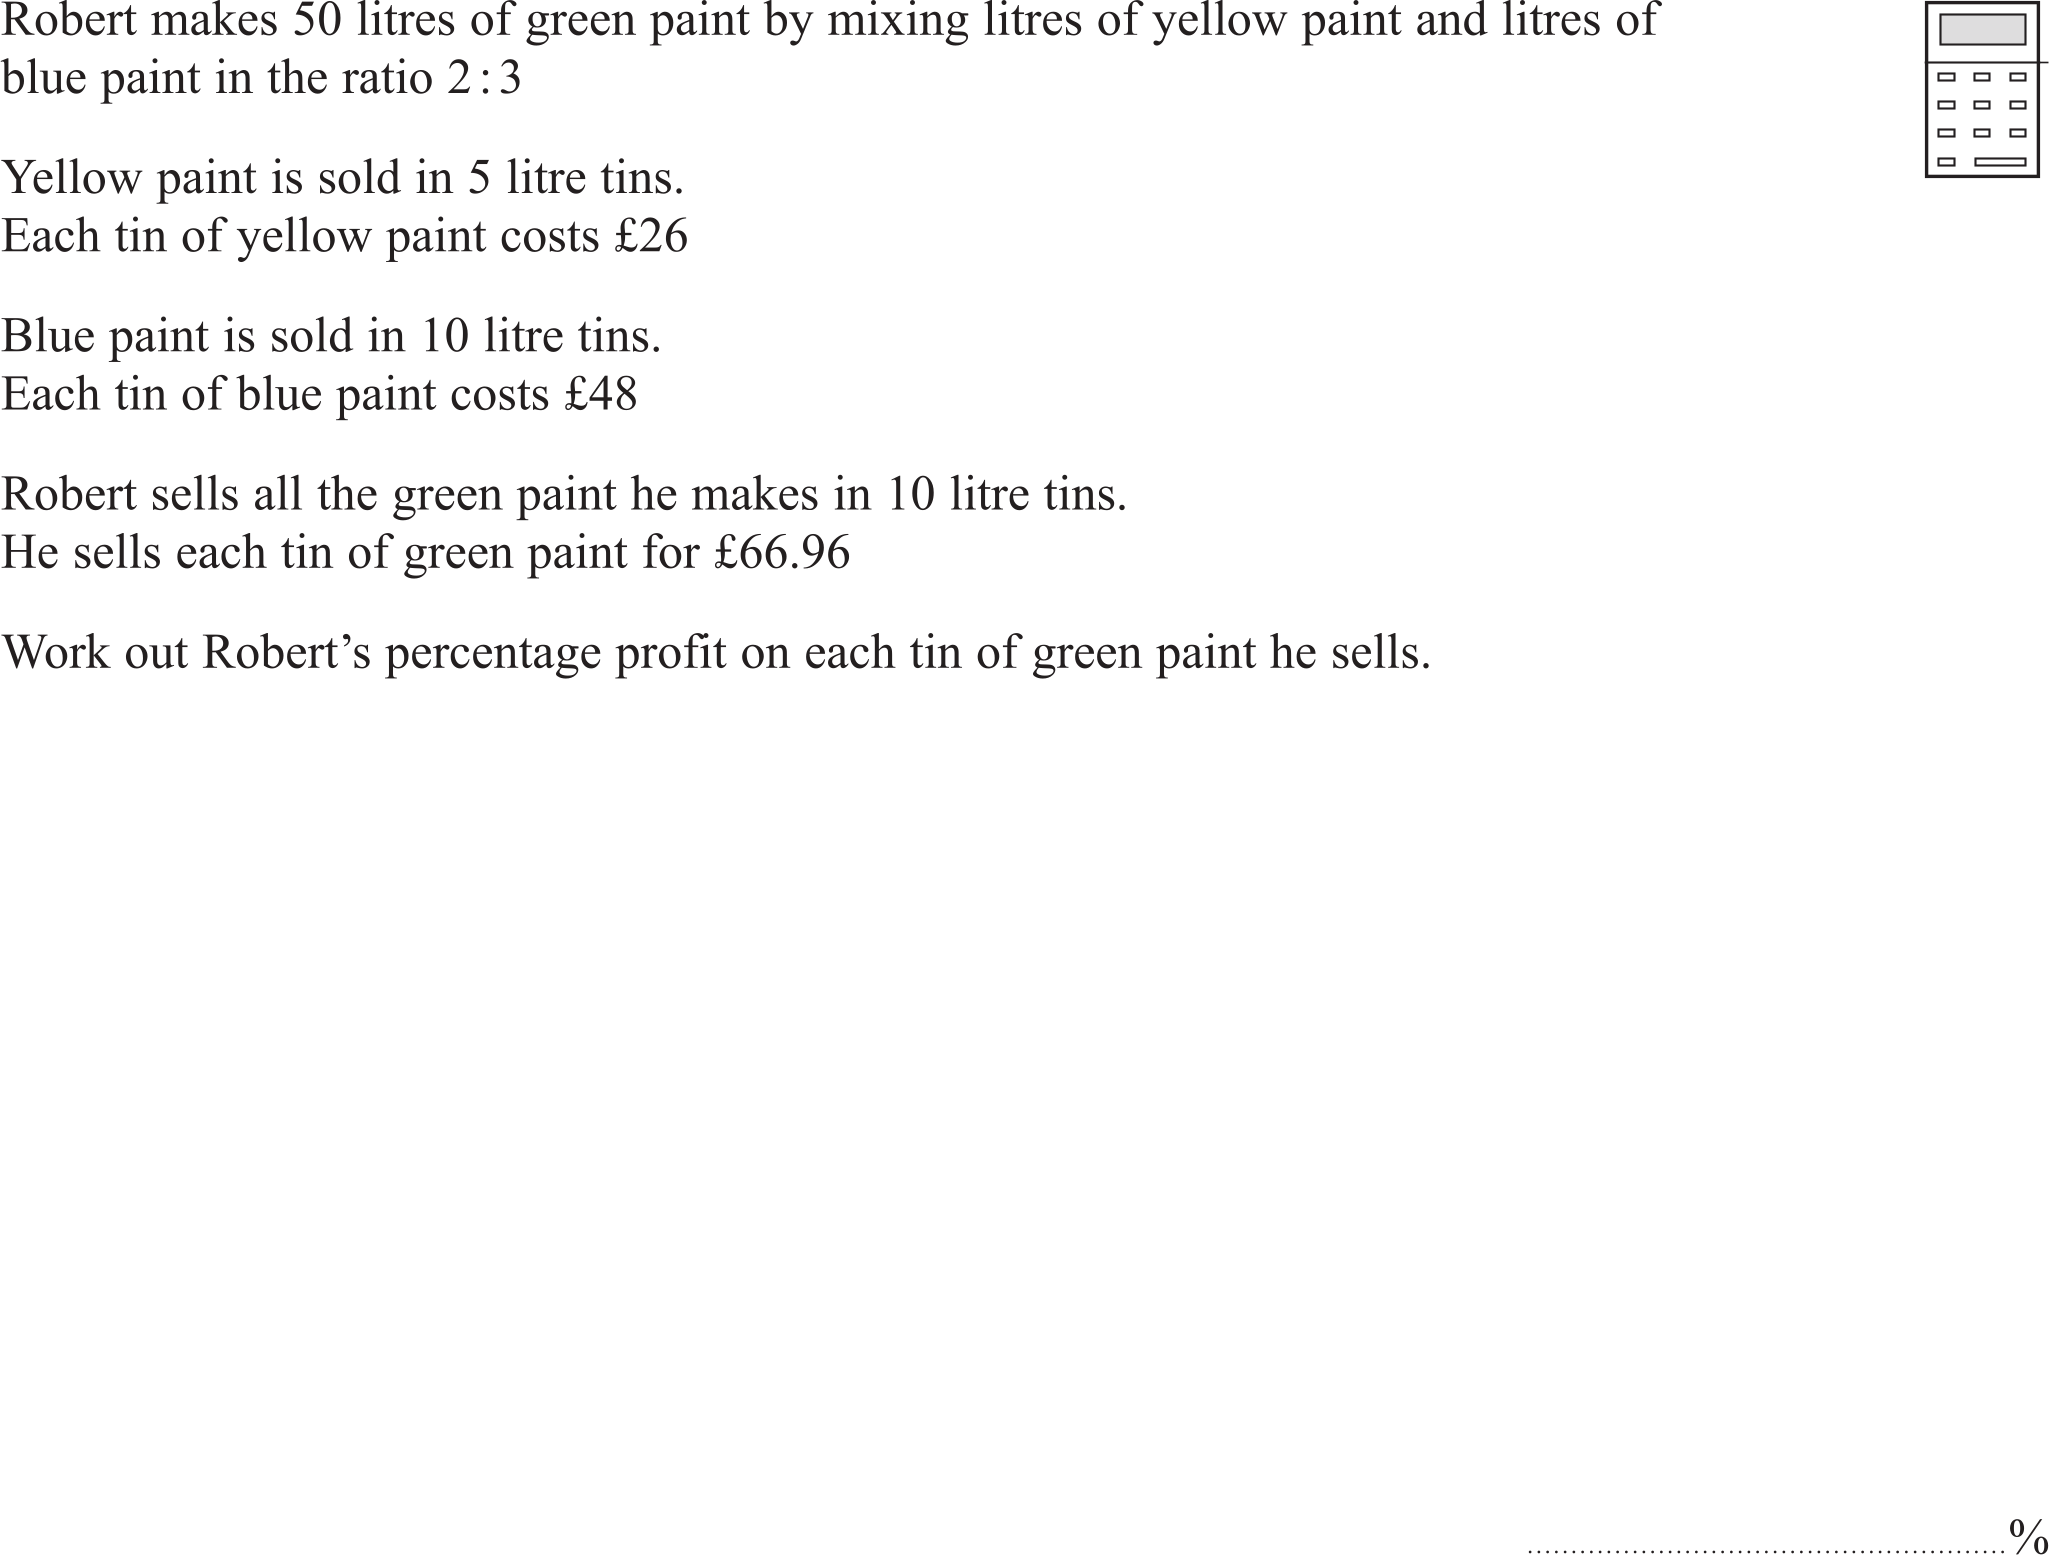 Robert makes 50 litres of green paint by mixing litres of yellow paint and litres of
blue paint in the ratio 2 : 3
Yellow paint is sold in 5 litre tins.
Each tin of yellow paint costs £26
Blue paint is sold in 10 litre tins.
Each tin of blue paint costs £48
Robert sells all the green paint he makes in 10 litre tins.
He sells each tin of green paint for £66.96
Work out Robert’s percentage profit on each tin of green paint he sells.
......................................................%